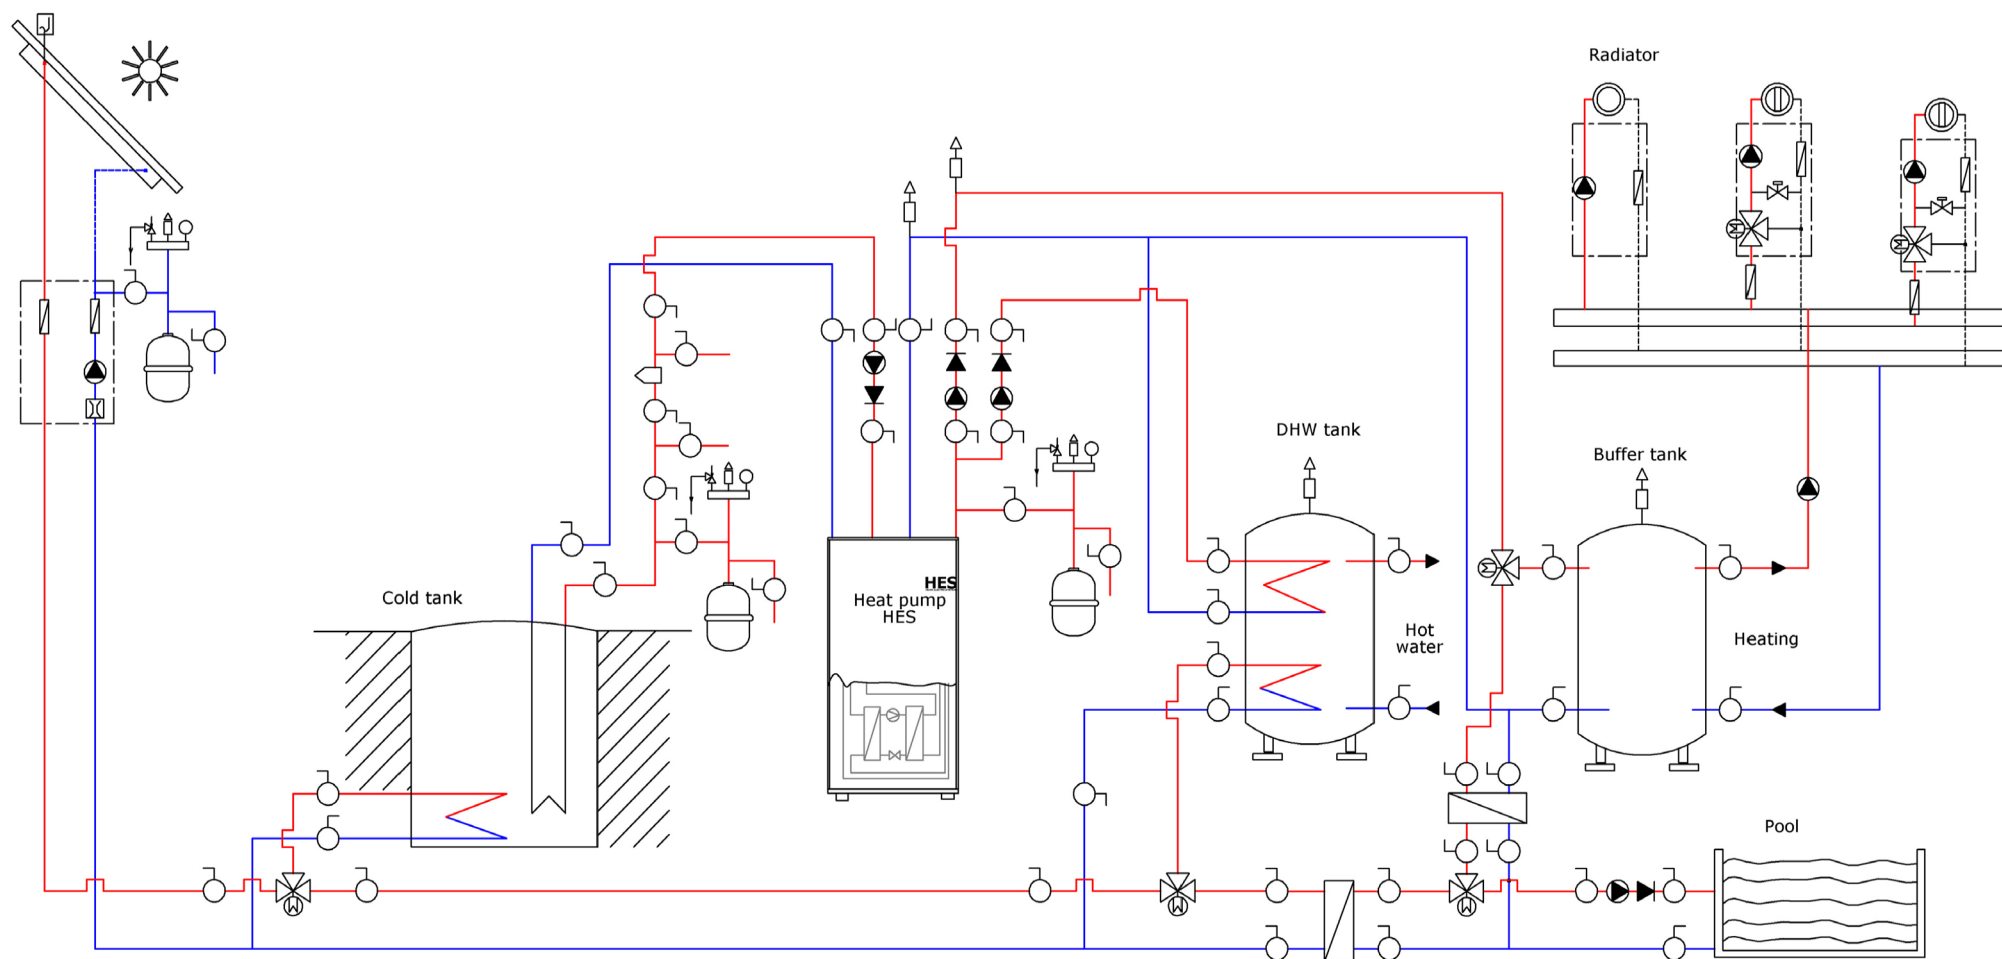 Radiator
DHW tank
Buffer tank
HES
Heat pump
HES
Cold tank
Hot
water
Heating
Pool